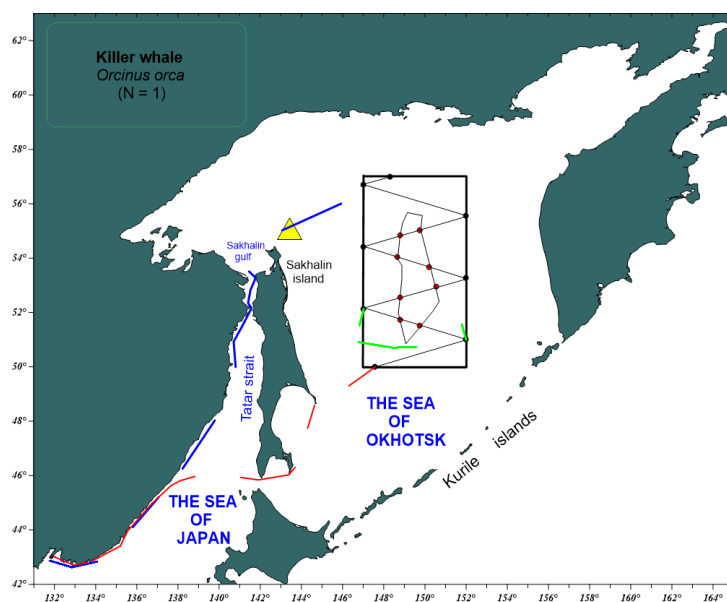 62°
Killer whale
Orcinus orca
(N = 1)
60°
58°
56°
54°
52°
50°
48°
46°
44°
42°
Sakhalin
gulf
Sakhalin
island
Tatar strait
THE SEA
OF
OKHOTSK
Kurile islands
THE SEA
OF
JAPAN
132° 134° 136° 138° 140° 142° 144° 146° 148° 150° 152° 154° 156° 158° 160° 162° 164°